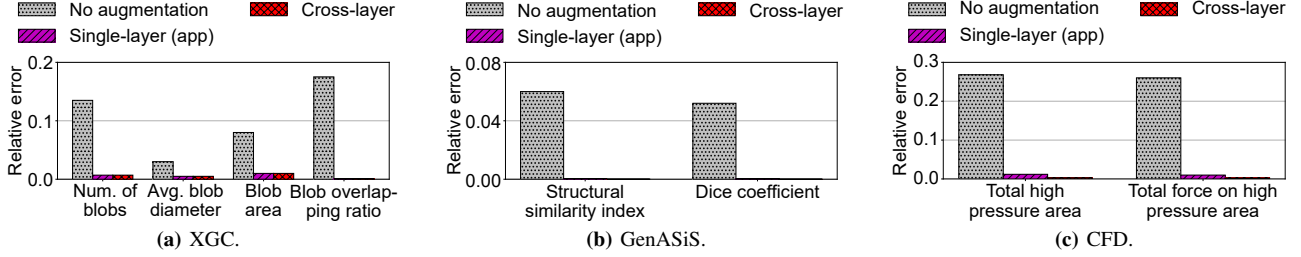 No augmentation
Cross-layer
Single-layer (app)
Relative error
0.2
0.1
0.0
Num. of
blobs
Avg. blob
diameter
Blob
area
Blob overlap-
ping ratio
(a) XGC.
No augmentation
Cross-layer
Single-layer (app)
Relative error
0.08
0.04
0.00
Structural
similarity index
Dice coefficient
(b) GenASiS.
No augmentation
Cross-layer
Single-layer (app)
Relative error
0.3
0.2
0.1
0.0
Total high
pressure area
Total force on high
pressure area
(c) CFD.